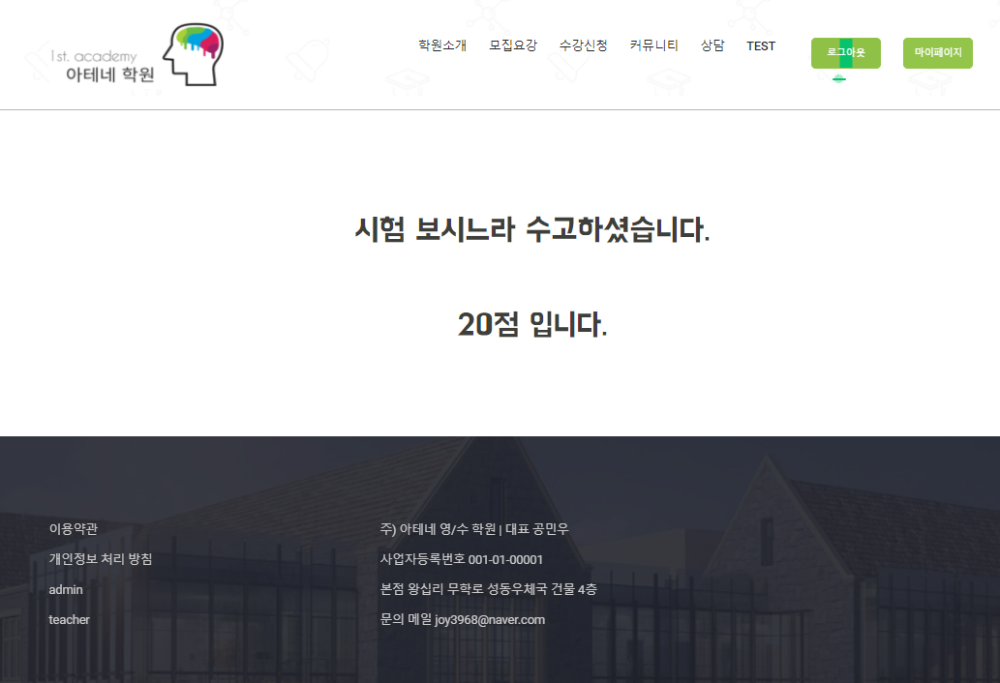 1st. academy
아테네 학원
학원소개 모집요강 수강신청 커뮤니티 상담 TEST 로그아웃 마이페이지
시험 보시느라 수고하셨습니다.
20점 입니다.
이용약관
개인정보 처리 방침
admin
teacher
주) 아테네 영/수 학원 | 대표 공민우
사업자등록번호 001-01-00001
본점 왕십리 무학로 성동우체국 건물 4층
문의 메일 joy3968@naver.com